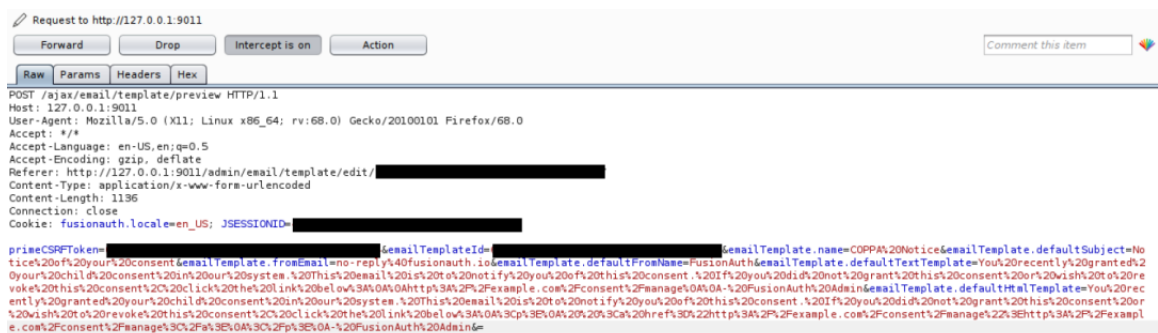 Request to http://127.0.0.1:9011
Forward Drop Intercept is on Action Comment this item
Raw Params Headers Hex
POST /ajax/email/template/preview HTTP/1.1
Host: 127.0.0.1:9011
User-Agent: Mozilla/5.0 (X11; Linux x86_64; rv:68.0) Gecko/20100101 Firefox/68.0
Accept: */*
Accept-Language: en-US,en;q=0.5
Accept-Encoding: gzip, deflate
Referer: http://127.0.0.1:9011/admin/email/template/edit/
Content-Type: application/x-www-form-urlencoded
Content-Length: 1136
Connection: close
Cookie: fusionauth.locale=en_US; JSESSIONID=
primeCSRFToken= &emailTemplateId= &emailTemplate.name=COPPA%20Notice&emailTemplate.defaultSubject=No
tice%20of%20your%20consent&emailTemplate.fromEmail=no-reply%40fusionauth.io&emailTemplate.defaultFromName=FusionAuth&emailTemplate.defaultTextTemplate=You%20recently%20granted%2
0your%20child%20consent%20in%20our%20system.%20This%20email%20is%20to%20notify%20you%20of%20this%20consent.%20If%20you%20did%20not%20grant%20this%20consent%20or%20wish%20to%20re
voke%20this%20consent%2C%20click%20the%20link%20below%3A%0A%0Ahttp%3A%2F%2Fexample.com%2Fconsent%2Fmanage%0A%0A-%20FusionAuth%20Admin&emailTemplate.defaultHtmlTemplate=You%20rec
ently%20granted%20your%20child%20consent%20in%20our%20system.%20This%20email%20is%20to%20notify%20you%20of%20this%20consent.%20If%20you%20did%20not%20grant%20this%20consent%20or
%20wish%20to%20revoke%20this%20consent%2C%20click%20the%20link%20below%3A%0A%3Cp%3E%0A%20%20%3Ca%20href%3D%22http%3A%2F%2Fexample.com%2Fconsent%2Fmanage%22%3Ehttp%3A%2F%2Fexampl
e.com%2Fconsent%2Fmanage%3C%2Fa%3E%0A%3C%2Fp%3E%0A-%20FusionAuth%20Admin&=